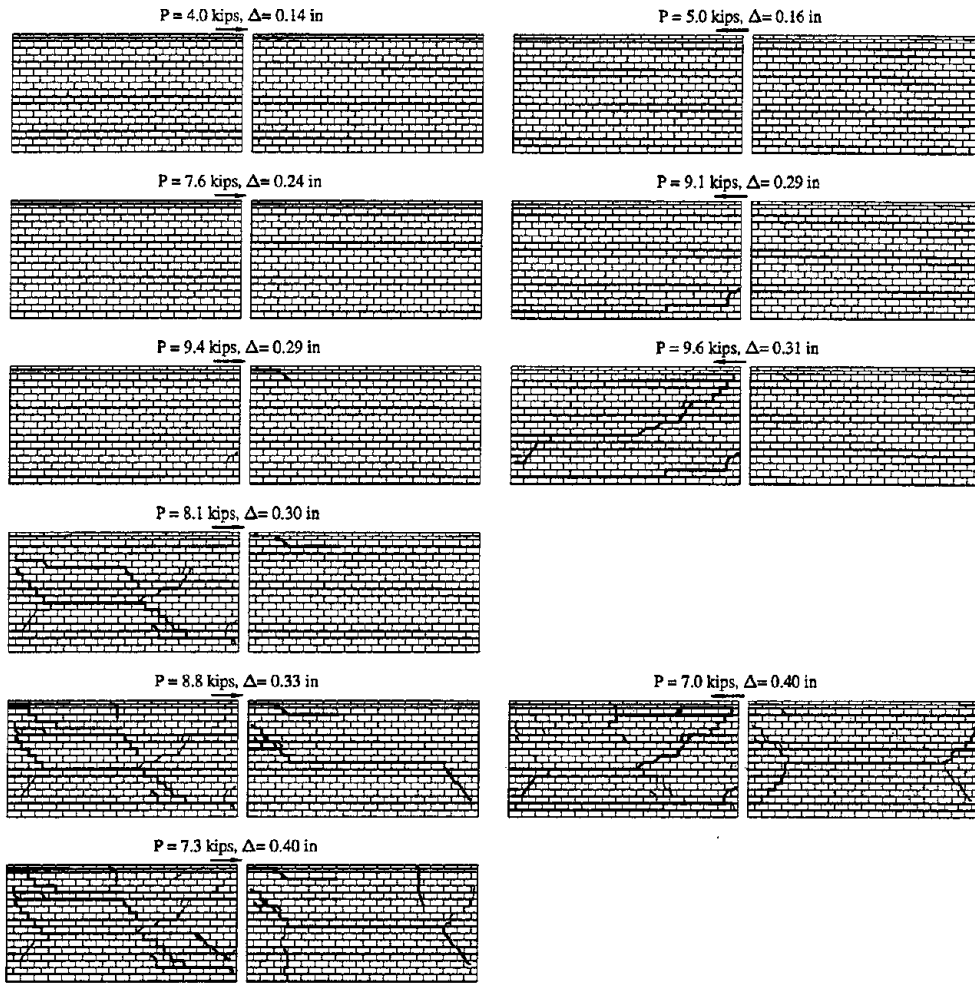 P = 4.0 kips, Δ= 0.14 in
P = 5.0 kips, Δ= 0.16 in
P = 7.6 kips, Δ= 0.24 in
P = 9.1 kips, Δ= 0.29 in
P = 9.4 kips, Δ= 0.29 in
P = 9.6 kips, Δ= 0.31 in
P = 8.1 kips, Δ= 0.30 in
P = 8.8 kips, Δ= 0.33 in
P = 7.0 kips, Δ= 0.40 in
P = 7.3 kips, Δ= 0.40 in